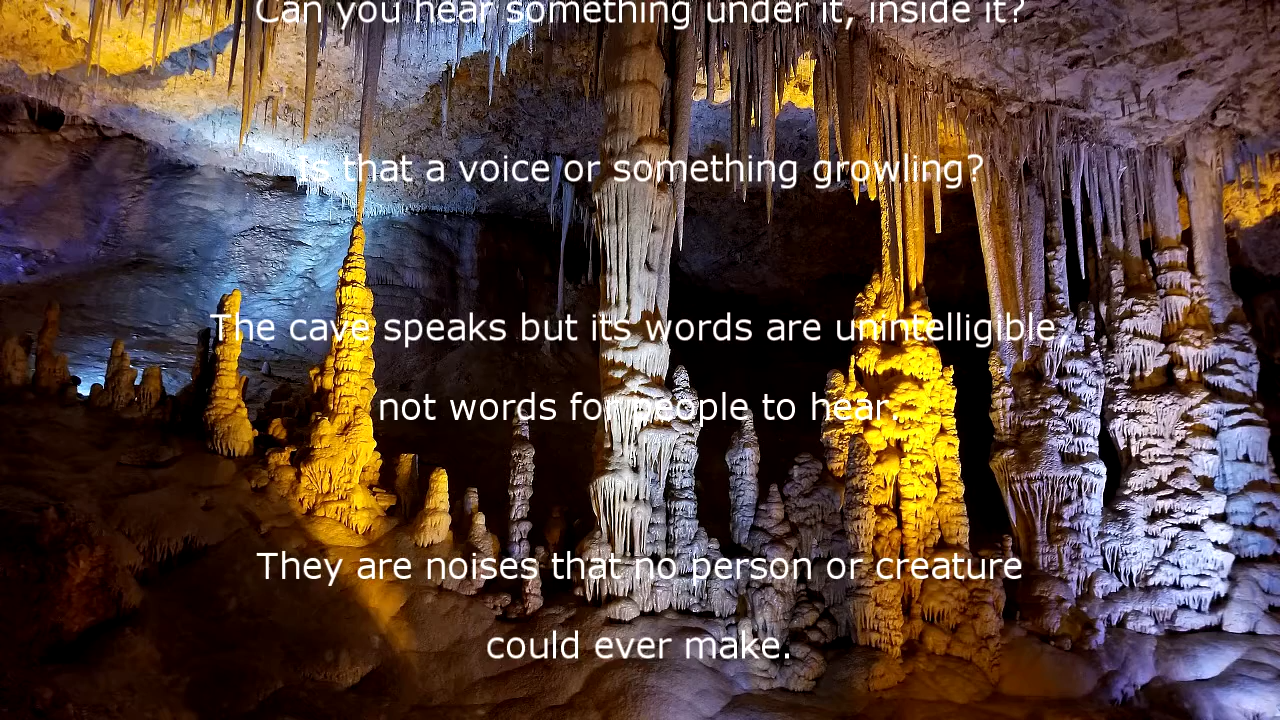 Can you hear something under it, inside it?
Is that a voice or something growling?
The cave speaks but its words are unintelligible,
not words for people to hear.
They are noises that no person or creature
could ever make.